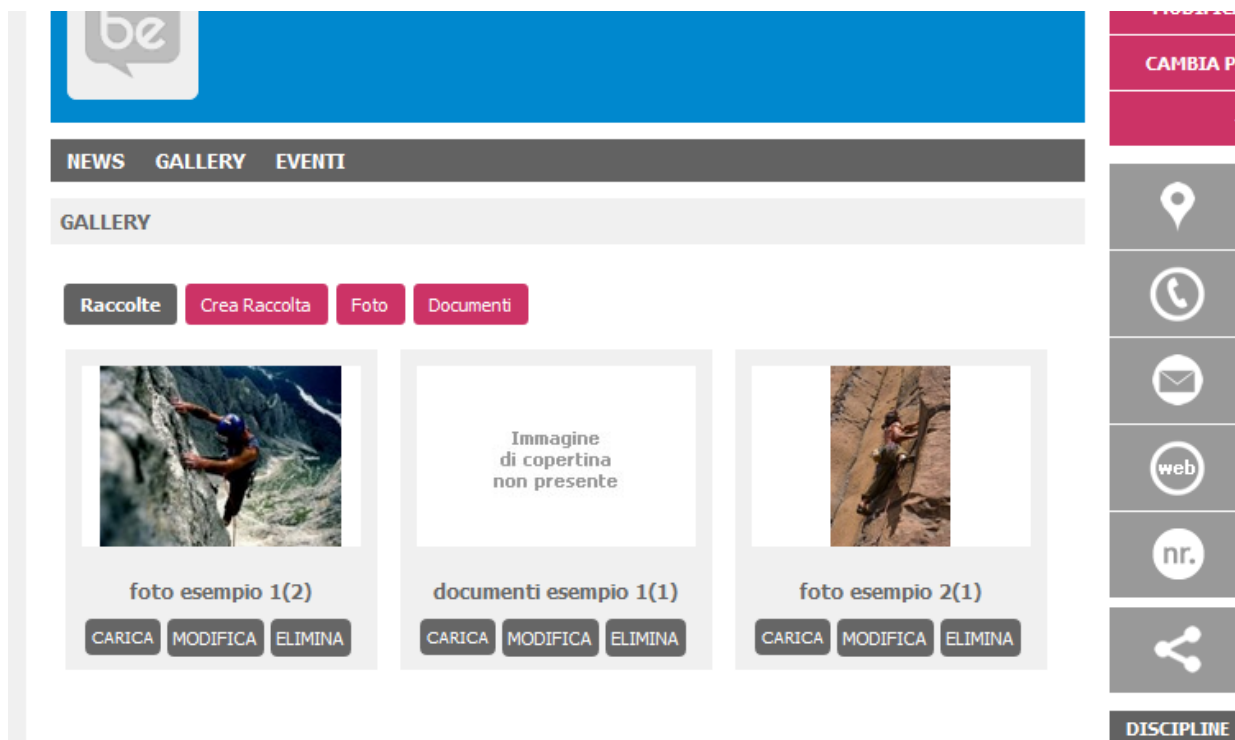 be
CAMBIA P
NEWS GALLERY EVENTI
GALLERY
Raccolte Crea Raccolta Foto Documenti
Immagine
di copertina
non presente
foto esempio 1(2) documenti esempio 1(1) foto esempio 2(1)
CARICA MODIFICA ELIMINA CARICA MODIFICA ELIMINA CARICA MODIFICA ELIMINA
web
nr.
DISCIPLINE